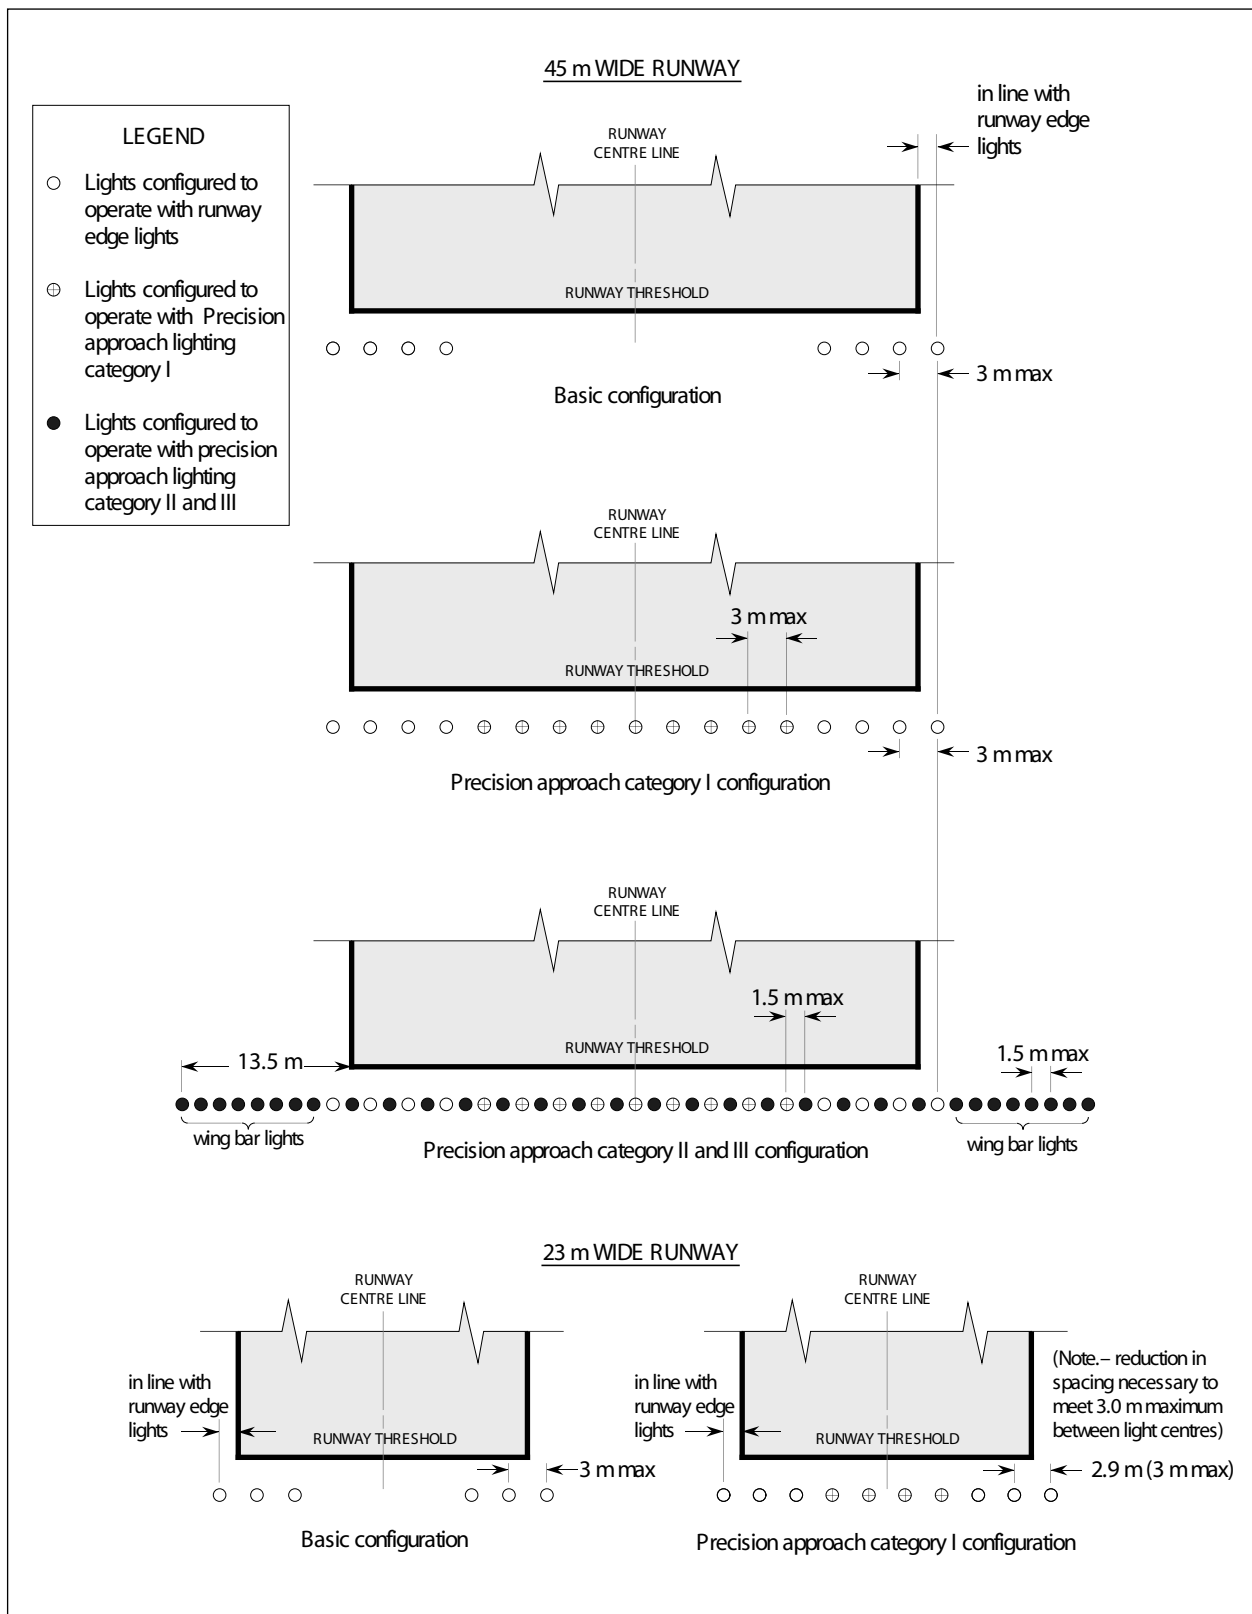 45 m WIDE RUNWAY
LEGEND
Lights configured to
operate with runway
edge lights
Lights configured to
operate with Precision
approach lighting
category I
Lights configured to
operate with precision
approach lighting
category II and III
RUNWAY
CENTRE LINE
in line with
runway edge
lights
RUNWAY THRESHOLD
3 m max
Basic configuration
RUNWAY
CENTRE LINE
3 m max
RUNWAY THRESHOLD
3 m max
Precision approach category I configuration
RUNWAY
CENTRE LINE
1.5 m max
RUNWAY THRESHOLD
13.5 m
1.5 m max
wing bar lights
Precision approach category II and III configuration
wing bar lights
23 m WIDE RUNWAY
RUNWAY
CENTRE LINE
in line with
runway edge
lights
RUNWAY THRESHOLD
3 m max
Basic configuration
RUNWAY
CENTRE LINE
in line with
runway edge
lights
RUNWAY THRESHOLD
(Note.– reduction in
spacing necessary to
meet 3.0 m maximum
between light centres)
2.9 m (3 m max)
Precision approach category I configuration